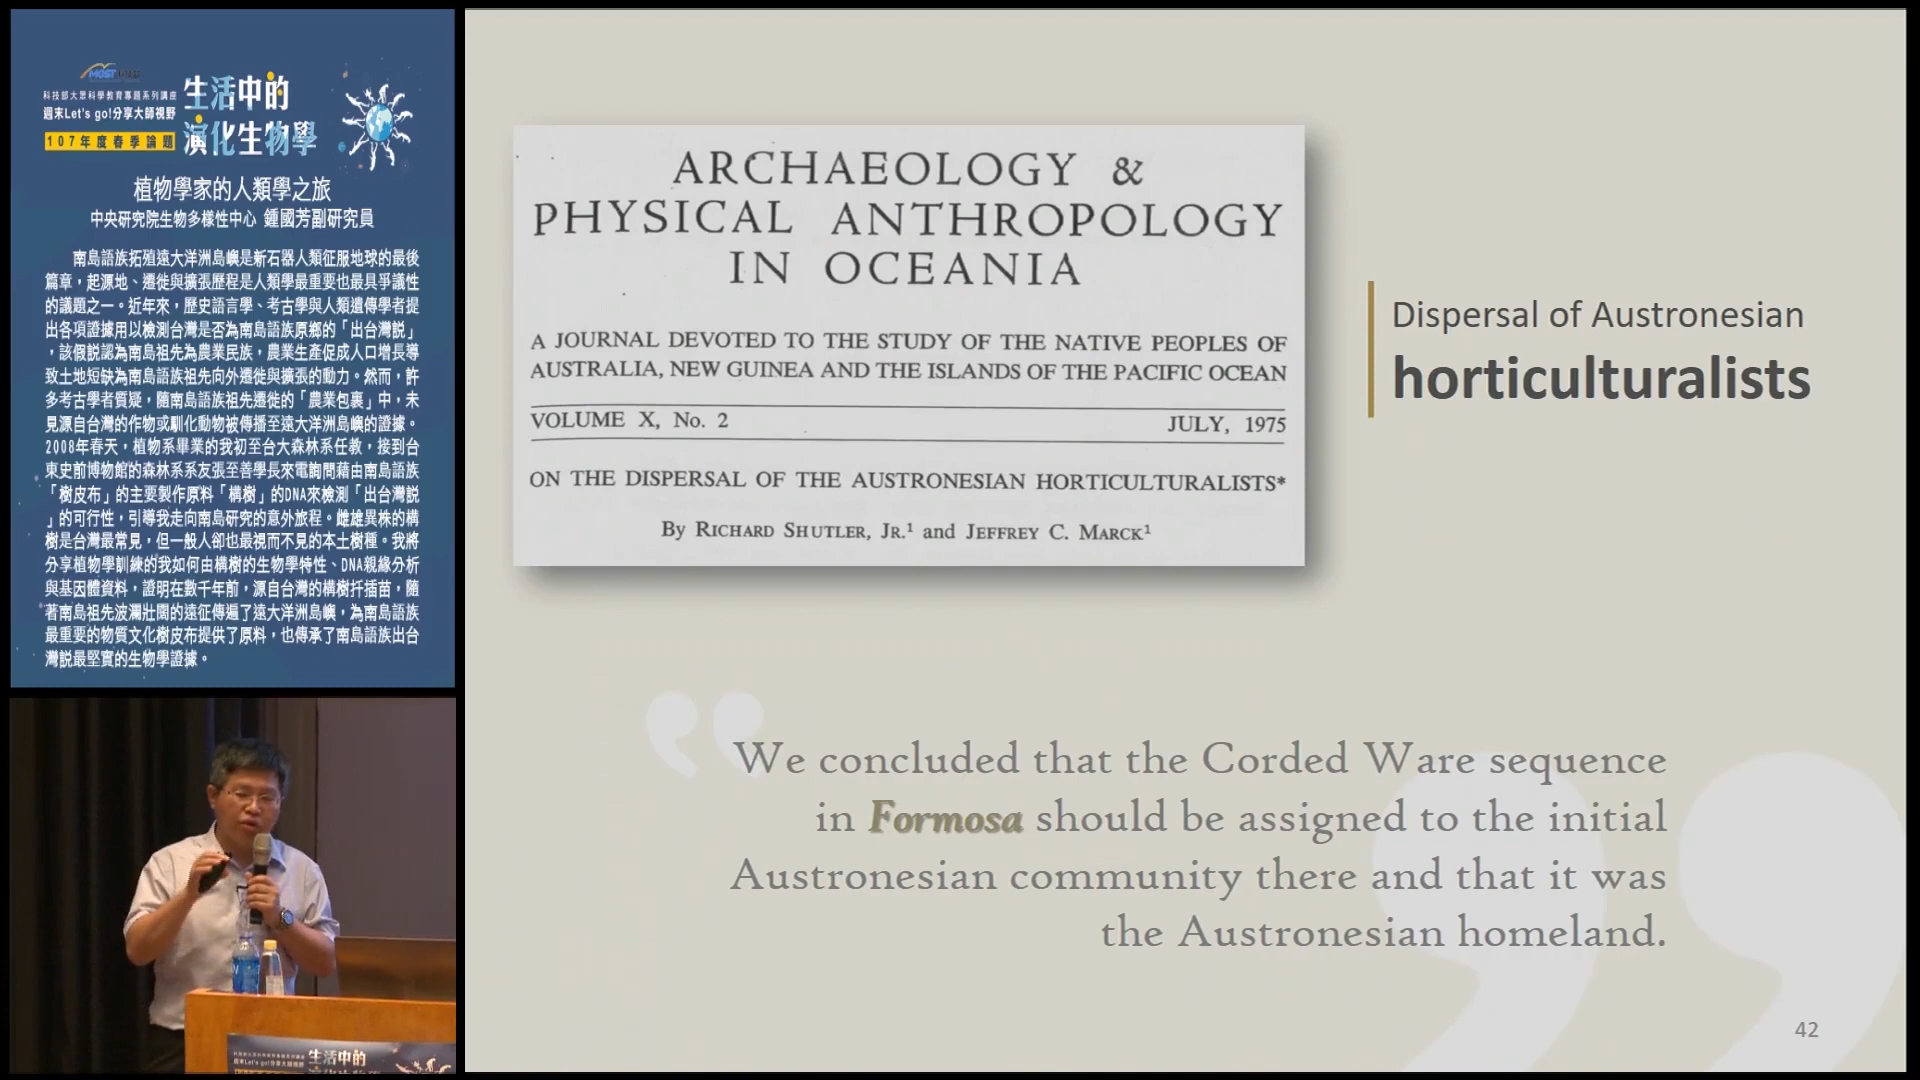 MOST
科技部大眾科學教育專題系列講座
週末Let's go!分享大師視野
107年度春季論題
生活中的
演化生物學
植物學家的人類學之旅
中央研究院生物多樣性中心 鍾國芳副研究員
南島語族拓殖遠大洋洲島嶼是新石器人類征服地球的最後
篇章，起源地、遷徙與擴張歷程是人類學最重要也最具爭議性
的議題之一。近年來，歷史語言學、考古學與人類遺傳學者提
出各項證據用以檢測台灣是否為南島語族原鄉的「出台灣說」
，該假說認為南島祖先為農業民族，農業生產促成人口增長導
致土地短缺為南島語族祖先向外遷徙與擴張的動力。然而，許
多考古學者質疑，隨南島語族祖先遷徙的「農業包裹」中，未
見源自台灣的作物或馴化動物被傳播至遠大洋洲島嶼的證據。
2008年春天，植物系畢業的我初至台大森林系任教，接到台
東史前博物館的森林系系友張至善學長來電詢問藉由南島語族
「樹皮布」的主要製作原料「構樹」的DNA來檢測「出台灣說
」的可行性，引導我走向南島研究的意外旅程。雌雄異株的構
樹是台灣最常見，但一般人卻也最視而不見的本土樹種。我將
分享植物學訓練的我如何由構樹的生物學特性、DNA親緣分析
與基因體資料，證明在數千年前，源自台灣的構樹扦插苗，隨
著南島祖先波瀾壯闊的遠征傳遍了遠大洋洲島嶼，為南島語族
最重要的物質文化樹皮布提供了原料，也傳承了南島語族出台
灣說最堅實的生物學證據。
ARCHAEOLOGY &
PHYSICAL ANTHROPOLOGY
IN OCEANIA
A JOURNAL DEVOTED TO THE STUDY OF THE NATIVE PEOPLES OF
AUSTRALIA, NEW GUINEA AND THE ISLANDS OF THE PACIFIC OCEAN
VOLUME X, No. 2 JULY, 1975
ON THE DISPERSAL OF THE AUSTRONESIAN HORTICULTURALISTS*
By RICHARD SHUTLER, JR.¹ and JEFFREY C. MARCK¹
Dispersal of Austronesian
horticulturalists
“We concluded that the Corded Ware sequence
in Formosa should be assigned to the initial
Austronesian community there and that it was
the Austronesian homeland.”
42
生活中的